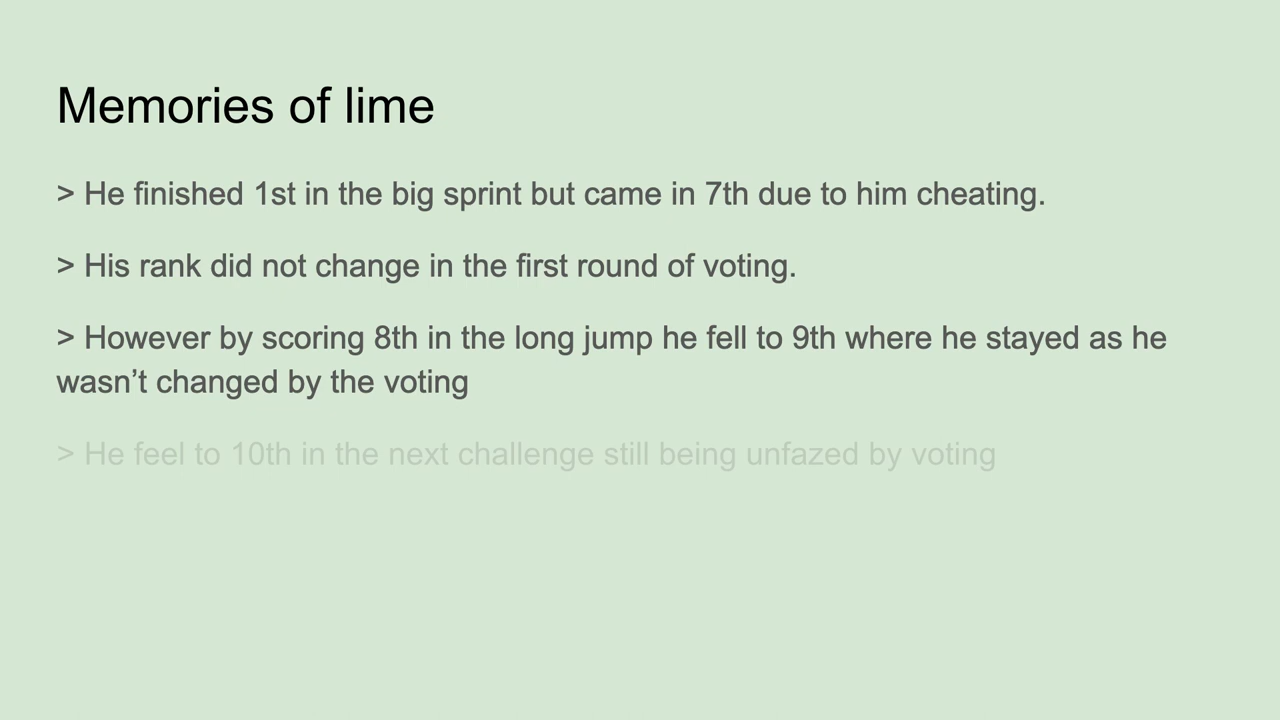 Memories of lime
> He finished 1st in the big sprint but came in 7th due to him cheating.
> His rank did not change in the first round of voting.
> However by scoring 8th in the long jump he fell to 9th where he stayed as he
wasn’t changed by the voting
> He feel to 10th in the next challenge still being unfazed by voting